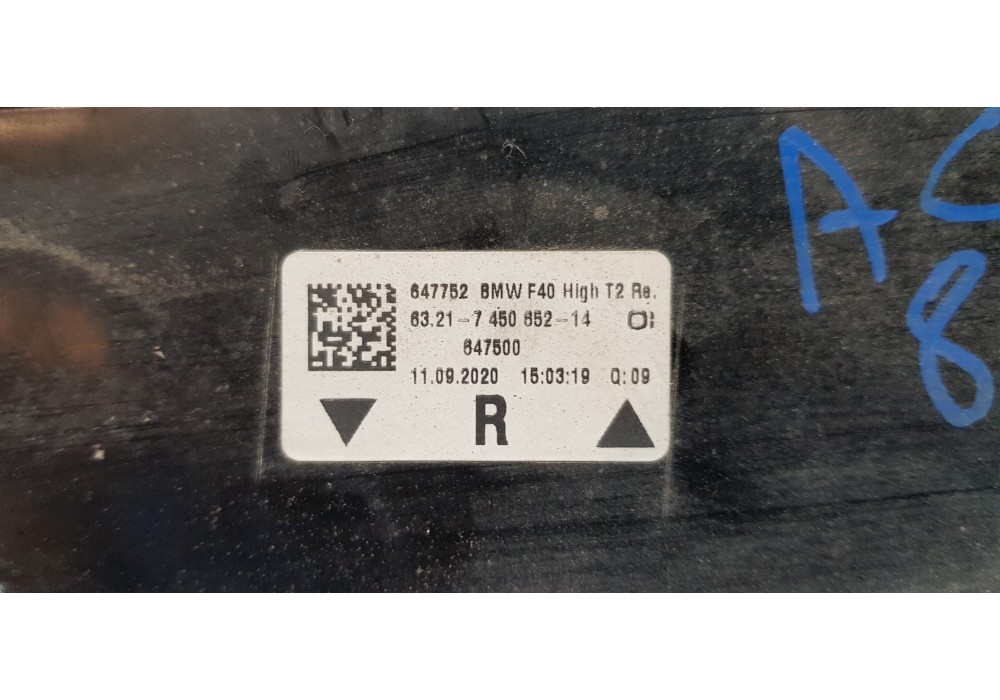 647752 BMW F40 High T2 Re.
63.21-7 450 652-14
647500
11.09.2020 15:03:19 Q:09
R
A
8